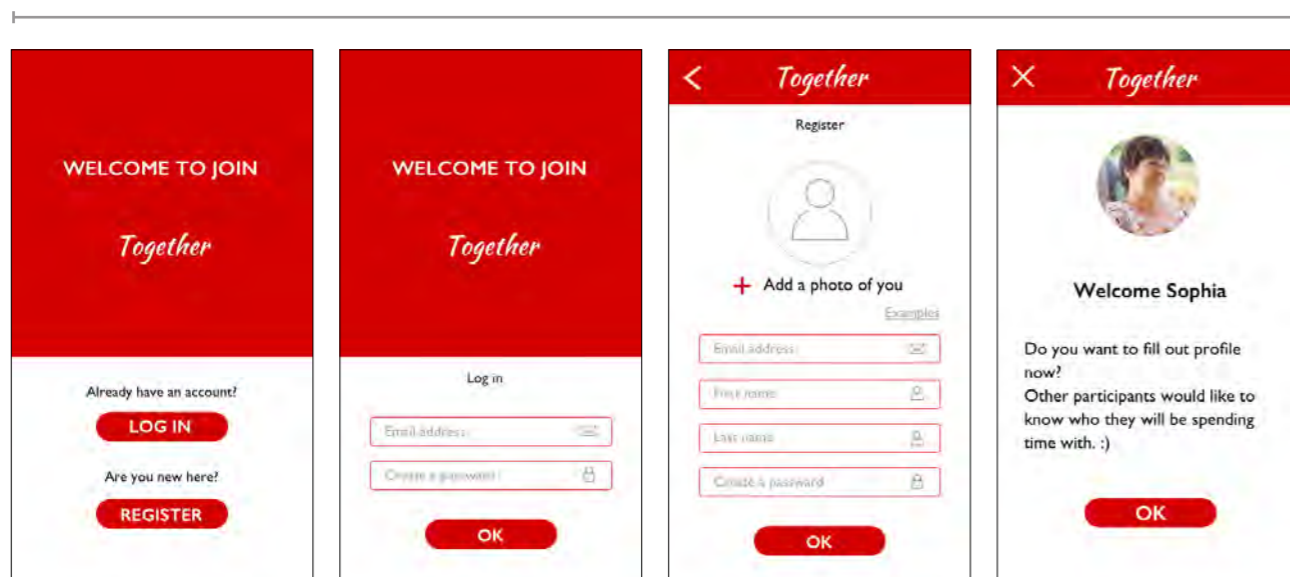 WELCOME TO JOIN
Together
Already have an account?
LOG IN
Are you new here?
REGISTER
WELCOME TO JOIN
Together
Log in
Email address
Create a password
OK
Together
Register
Add a photo of you
Examples
Email address
First name
Last name
Create a password
OK
Together
Welcome Sophia
Do you want to fill out profile
now?
Other participants would like to
know who they will be spending
time with. :)
OK